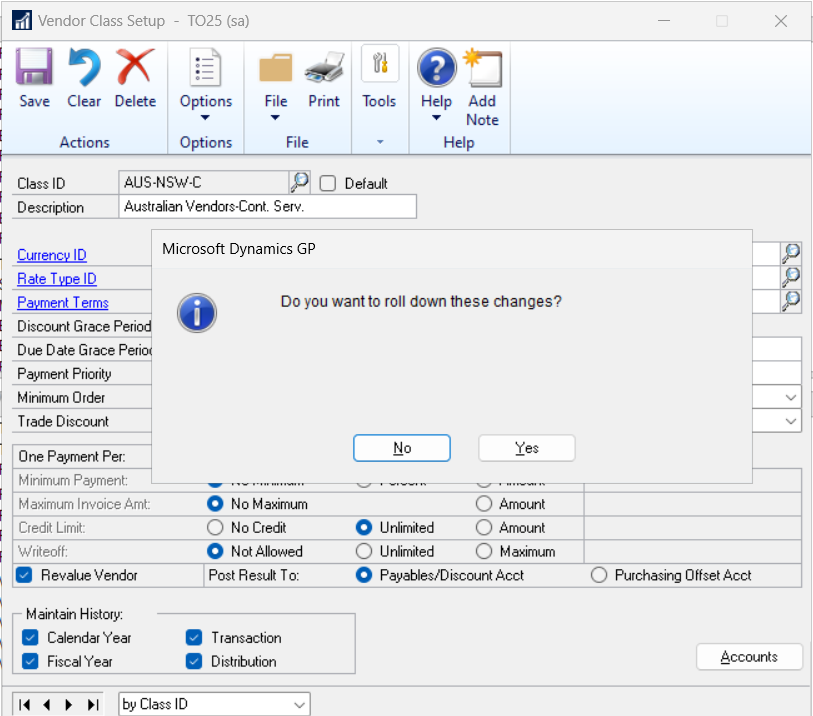 Vendor Class Setup - TO25 (sa)
Save Clear Delete Options File Print Tools Help Add Note
Actions Options File Help
Class ID AUS-NSW-C Default
Description Australian Vendors-Cont. Serv.
Microsoft Dynamics GP
Currency ID
Rate Type ID
Do you want to roll down these changes?
Payment Terms
Discount Grace Period
Due Date Grace Period
Payment Priority
Minimum Order
Trade Discount
No Yes
One Payment Per:
Minimum Payment: No Minimum Percent Amount
Maximum Invoice Amt: No Maximum Amount
Credit Limit: No Credit Unlimited Amount
Writeoff: Not Allowed Unlimited Maximum
Revalue Vendor Post Result To: Payables/Discount Acct Purchasing Offset Acct
Maintain History:
Calendar Year Transaction
Fiscal Year Distribution
Accounts
by Class ID